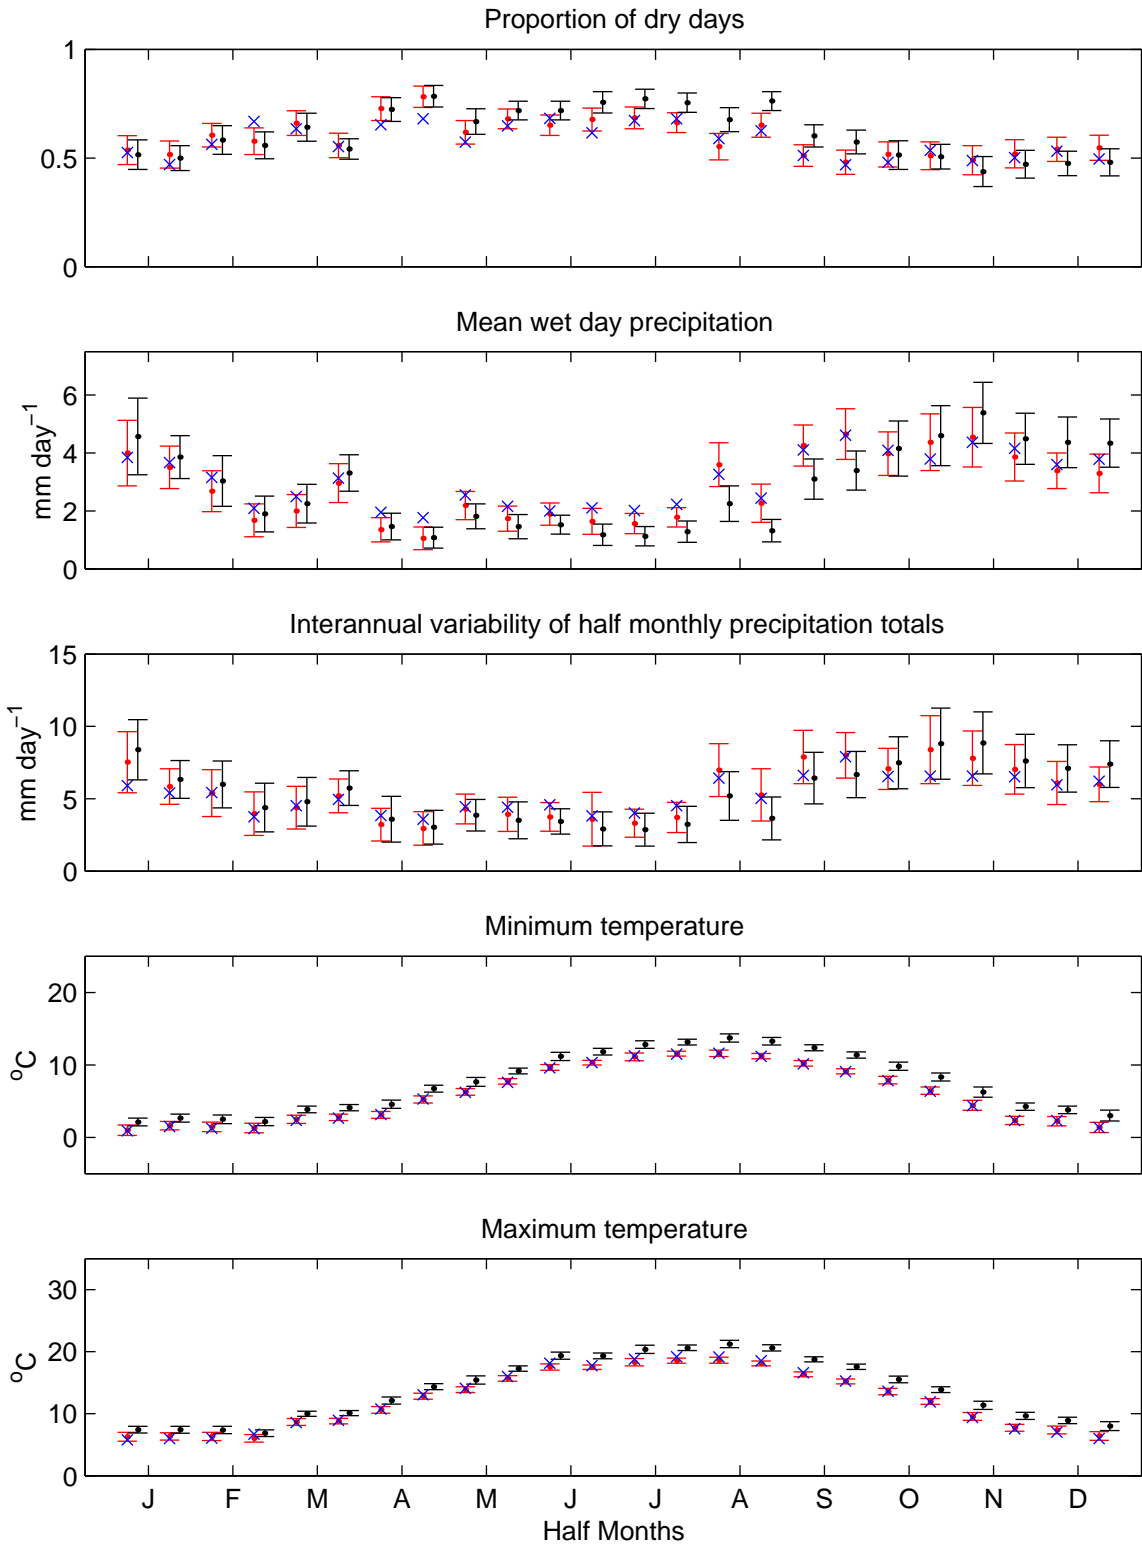 Proportion of dry days
1
0.5
0
Mean wet day precipitation
6
4
2
0
mm day⁻¹
Interannual variability of half monthly precipitation totals
15
10
5
0
mm day⁻¹
Minimum temperature
20
10
0
°C
Maximum temperature
30
20
10
0
°C
J F M A M J J A S O N D
Half Months